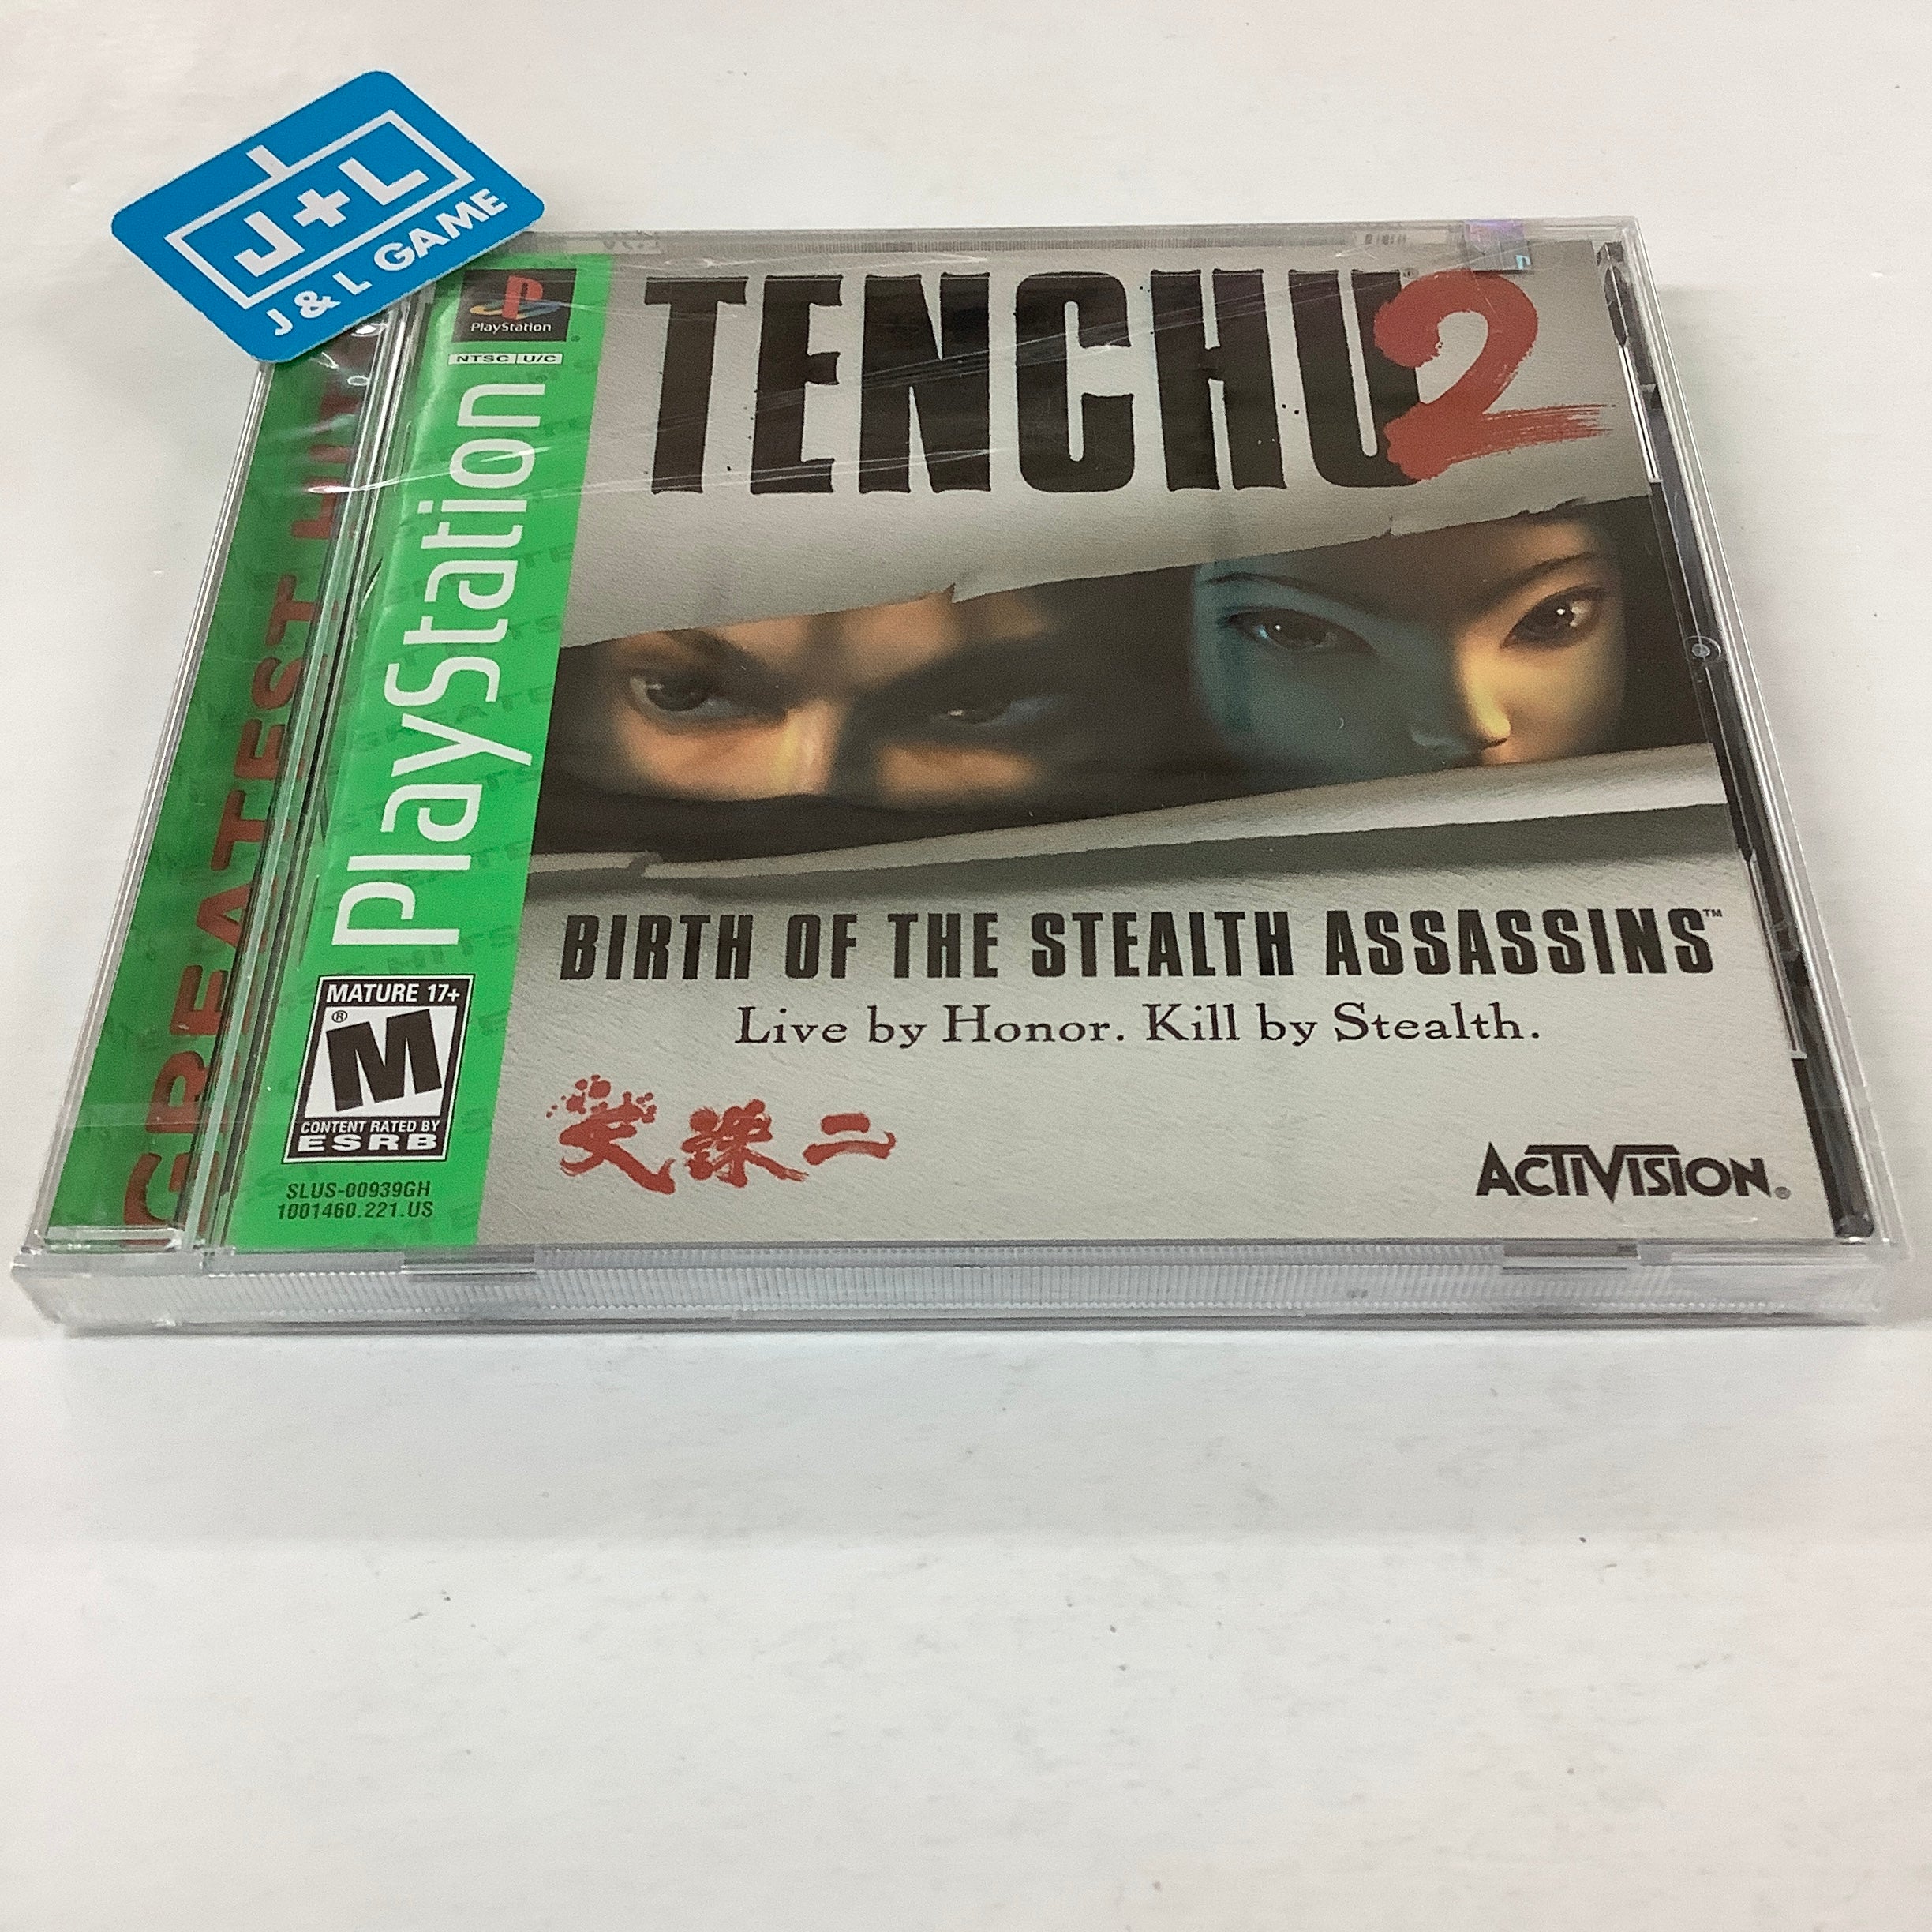 J+L
J & L GAME
GREATEST HITS
PlayStation
NTSC U/C
PlayStation
TENCHU 2
BIRTH OF THE STEALTH ASSASSINS™
Live by Honor. Kill by Stealth.
MATURE 17+
M®
CONTENT RATED BY
ESRB
SLUS-00939GH
1001460.221.US
天誅二
ACTIVISION®